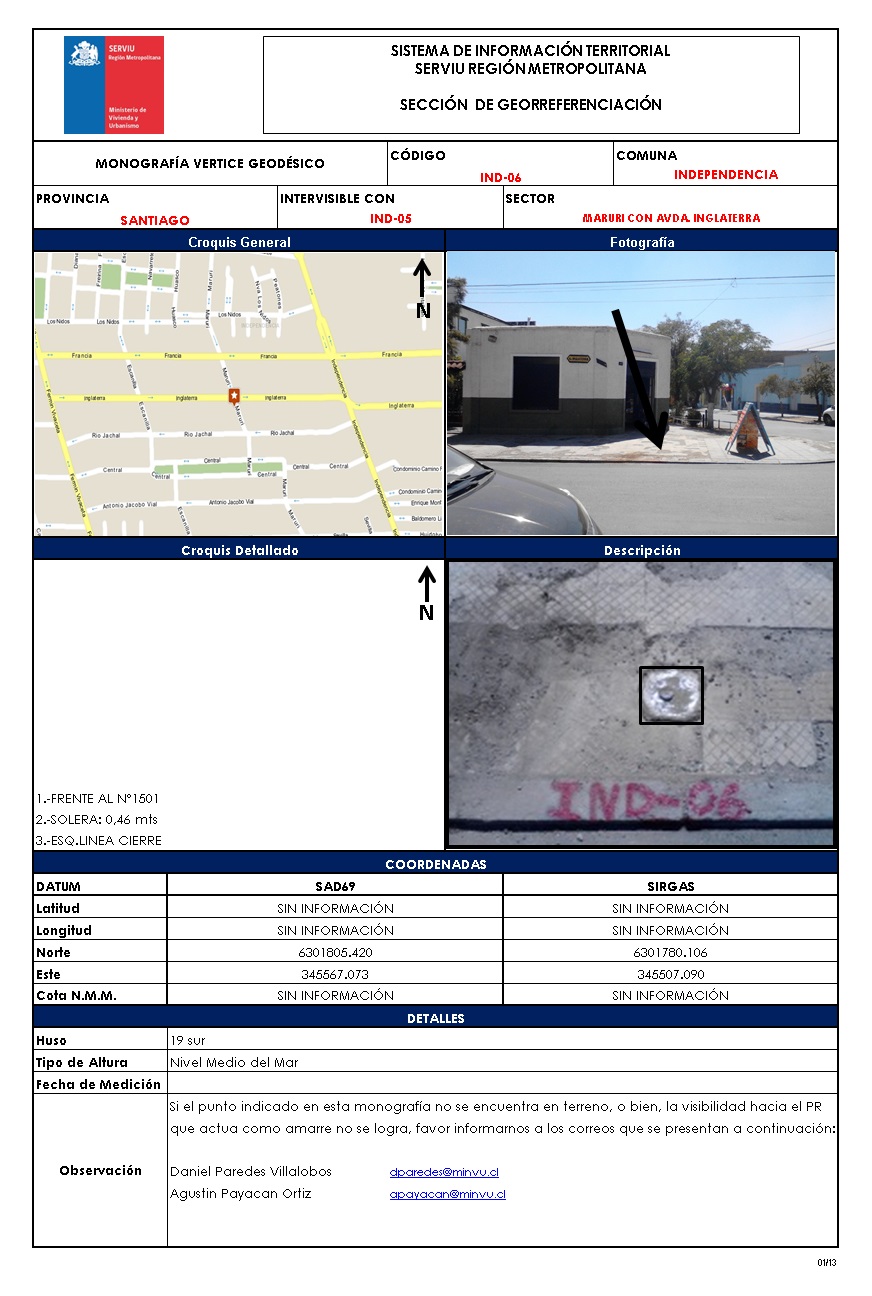 SERVIU
Región Metropolitana
Ministerio de
Vivienda y
Urbanismo
SISTEMA DE INFORMACIÓN TERRITORIAL
SERVIU REGIÓN METROPOLITANA
SECCIÓN DE GEORREFERENCIACIÓN
MONOGRAFÍA VERTICE GEODÉSICO
CÓDIGO
IND-06
COMUNA
INDEPENDENCIA
PROVINCIA
SANTIAGO
INTERVISIBLE CON
IND-05
SECTOR
MARURI CON AVDA. INGLATERRA
Croquis General
Fotografía
N
Los Nidos
Los Nidos
Los Nidos
Huasco
Maruri
Nva Los Nidos
Peatones
INDEPENDENCIA
Francia
Francia
Francia
Francia
Escanilla
Maruri
Independencia
Inglaterra
Inglaterra
Inglaterra
Inglaterra
Fermin Vivaceta
Escanilla
Maruri
Rio Jachal
Rio Jachal
Independencia
Central
Central
Central
Central
Central
Maruri
Condominio Camino
Condominio
Antonio Jacobo Vial
Antonio Jacobo Vial
Enrique Mont
Baldomero Li
Fermin Vivaceta
Escanilla
Maruri
Sevilla
Independencia
Croquis Detallado
Descripción
N
IND-06
1.-FRENTE AL Nº1501
2.-SOLERA: 0,46 mts
3.-ESQ.LINEA CIERRE
COORDENADAS
DATUM SAD69 SIRGAS
Latitud SIN INFORMACIÓN SIN INFORMACIÓN
Longitud SIN INFORMACIÓN SIN INFORMACIÓN
Norte 6301805.420 6301780.106
Este 345567.073 345507.090
Cota N.M.M. SIN INFORMACIÓN SIN INFORMACIÓN
DETALLES
Huso 19 sur
Tipo de Altura Nivel Medio del Mar
Fecha de Medición
Observación
Si el punto indicado en esta monografía no se encuentra en terreno, o bien, la visibilidad hacia el PR
que actua como amarre no se logra, favor informarnos a los correos que se presentan a continuación:
Daniel Paredes Villalobos dparedes@minvu.cl
Agustin Payacan Ortiz apayacan@minvu.cl
01/13